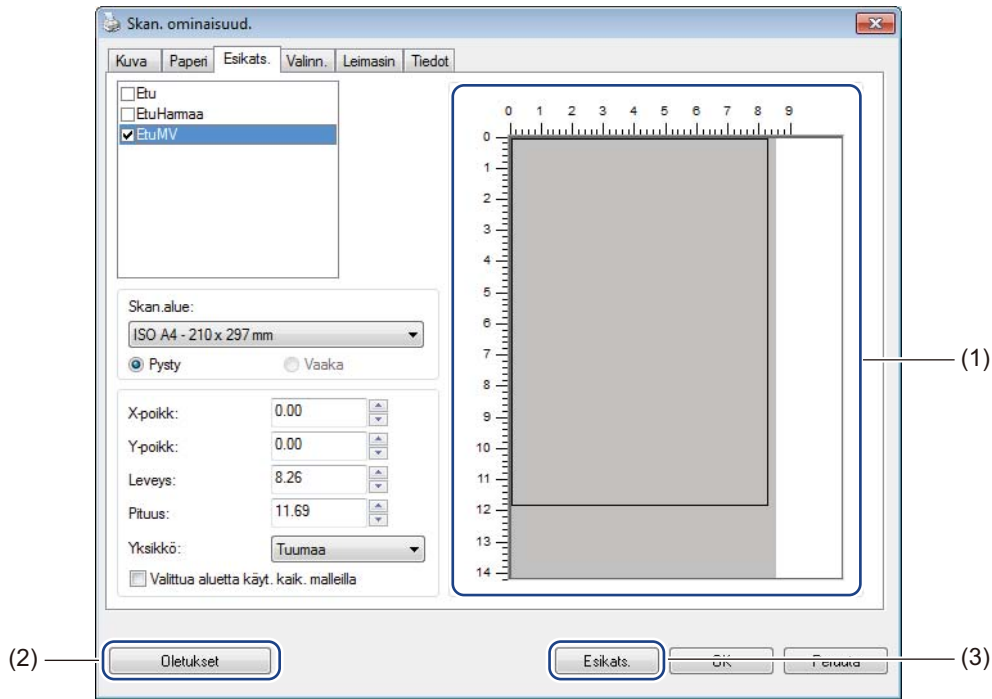 Skan. ominaisuud.
Kuva Paperi Esikats. Valinn. Leimasin Tiedot
Etu
EtuHarmaa
EtuMV
0 1 2 3 4 5 6 7 8 9
0
1
2
3
4
5
6
7
8
9
10
11
12
13
14
Skan.alue:
ISO A4 - 210 x 297 mm
Pysty Vaaka
X-poikk: 0.00
Y-poikk: 0.00
Leveys: 8.26
Pituus: 11.69
Yksikkö: Tuumaa
Valittua aluetta käyt. kaik. malleilla
(1)
(2) Oletukset Esikats. OK Peruuta (3)